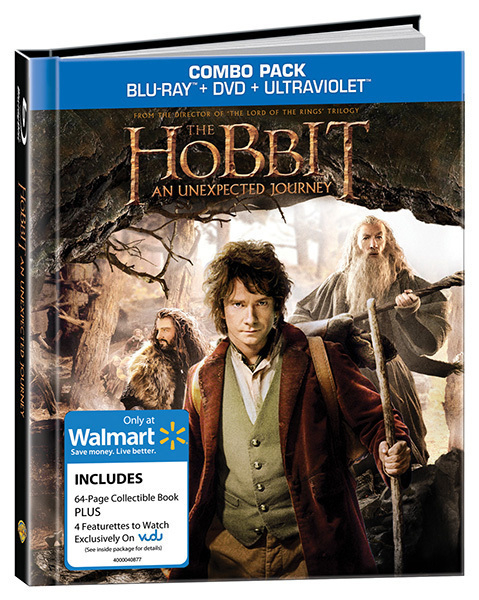 COMBO PACK
BLU-RAY™ + DVD + ULTRAVIOLET™
FROM THE DIRECTOR OF "THE LORD OF THE RINGS" TRILOGY
THE
HOBBIT
AN UNEXPECTED JOURNEY
THE HOBBIT AN UNEXPECTED JOURNEY
Only at
Walmart
Save money. Live better.
INCLUDES
64-Page Collectible Book
PLUS
4 Featurettes to Watch
Exclusively On vudu
(See inside package for details)
4000040877